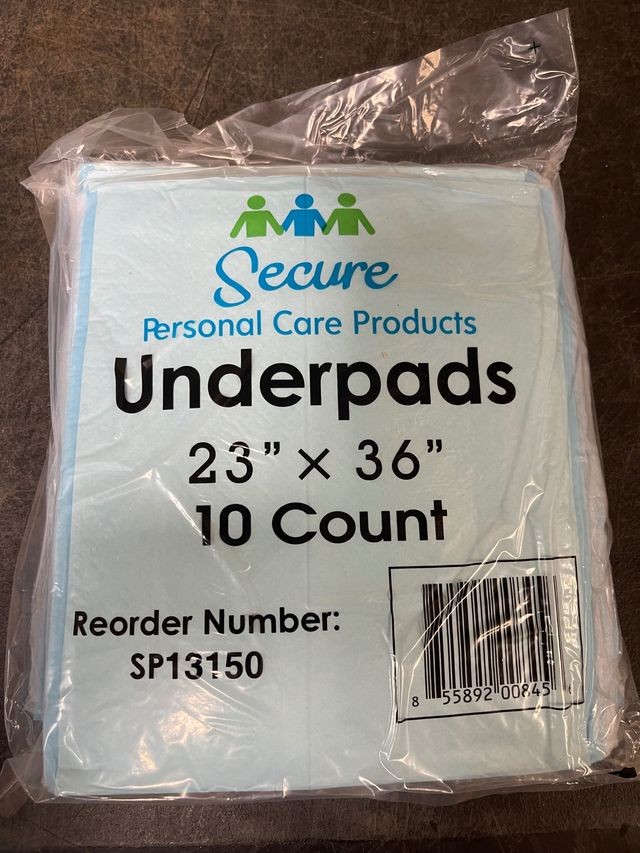 Secure
Personal Care Products
Underpads
23" × 36"
10 Count
Reorder Number:
SP13150
8 55892 00845